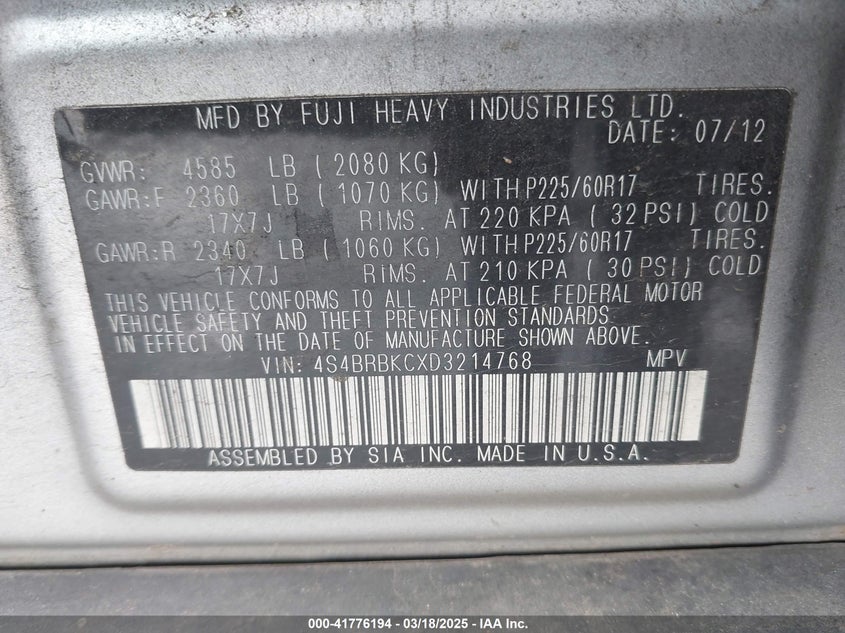 MFD BY FUJI HEAVY INDUSTRIES LTD.
DATE: 07/12
GVWR: 4585 LB ( 2080 KG)
GAWR:F 2360 LB ( 1070 KG) WITH P225/60R17 TIRES.
17X7J RIMS. AT 220 KPA ( 32 PSI) COLD
GAWR:R 2340 LB ( 1060 KG) WITH P225/60R17 TIRES.
17X7J RIMS. AT 210 KPA ( 30 PSI) COLD
THIS VEHICLE CONFORMS TO ALL APPLICABLE FEDERAL MOTOR
VEHICLE SAFETY AND THEFT PREVENTION STANDARDS
IN EFFECT ON THE DATE OF MANUFACTURE SHOWN ABOVE.
VIN: 4S4BRBKCXD3214768 MPV
ASSEMBLED BY SIA INC. MADE IN U.S.A.
000-41776194 — 03/18/2025 — IAA Inc.